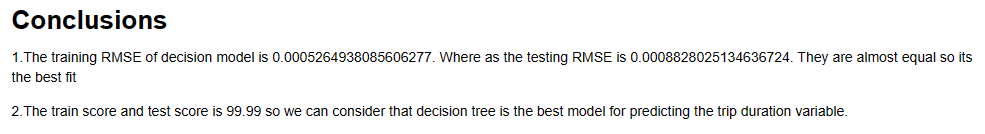 Conclusions
1.The training RMSE of decision model is 0.0005264938085606277. Where as the testing RMSE is 0.0008828025134636724. They are almost equal so its
the best fit
2.The train score and test score is 99.99 so we can consider that decision tree is the best model for predicting the trip duration variable.